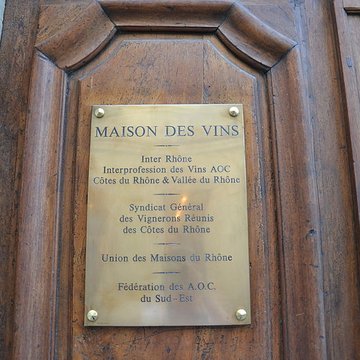 MAISON DES VINS
Inter Rhône
Interprofession des Vins AOC
Côtes du Rhône & Vallée du Rhône
Syndicat Général
des Vignerons Réunis
des Côtes du Rhône
Union des Maisons du Rhône
Fédération des A.O.C.
du Sud-Est